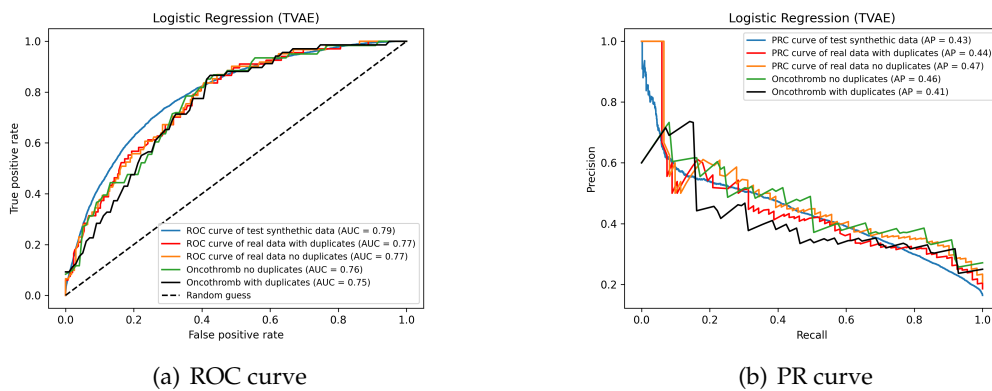 Logistic Regression (TVAE)
1.0
0.8
0.6
0.4
0.2
0.0
True positive rate
ROC curve of test synthethic data (AUC = 0.79)
ROC curve of real data with duplicates (AUC = 0.77)
ROC curve of real data no duplicates (AUC = 0.77)
Oncothromb no duplicates (AUC = 0.76)
Oncothromb with duplicates (AUC = 0.75)
Random guess
0.0 0.2 0.4 0.6 0.8 1.0
False positive rate
(a) ROC curve
Logistic Regression (TVAE)
PRC curve of test synthethic data (AP = 0.43)
PRC curve of real data with duplicates (AP = 0.44)
PRC curve of real data no duplicates (AP = 0.47)
Oncothromb no duplicates (AP = 0.46)
Oncothromb with duplicates (AP = 0.41)
1.0
0.8
0.6
0.4
0.2
Precision
0.0 0.2 0.4 0.6 0.8 1.0
Recall
(b) PR curve